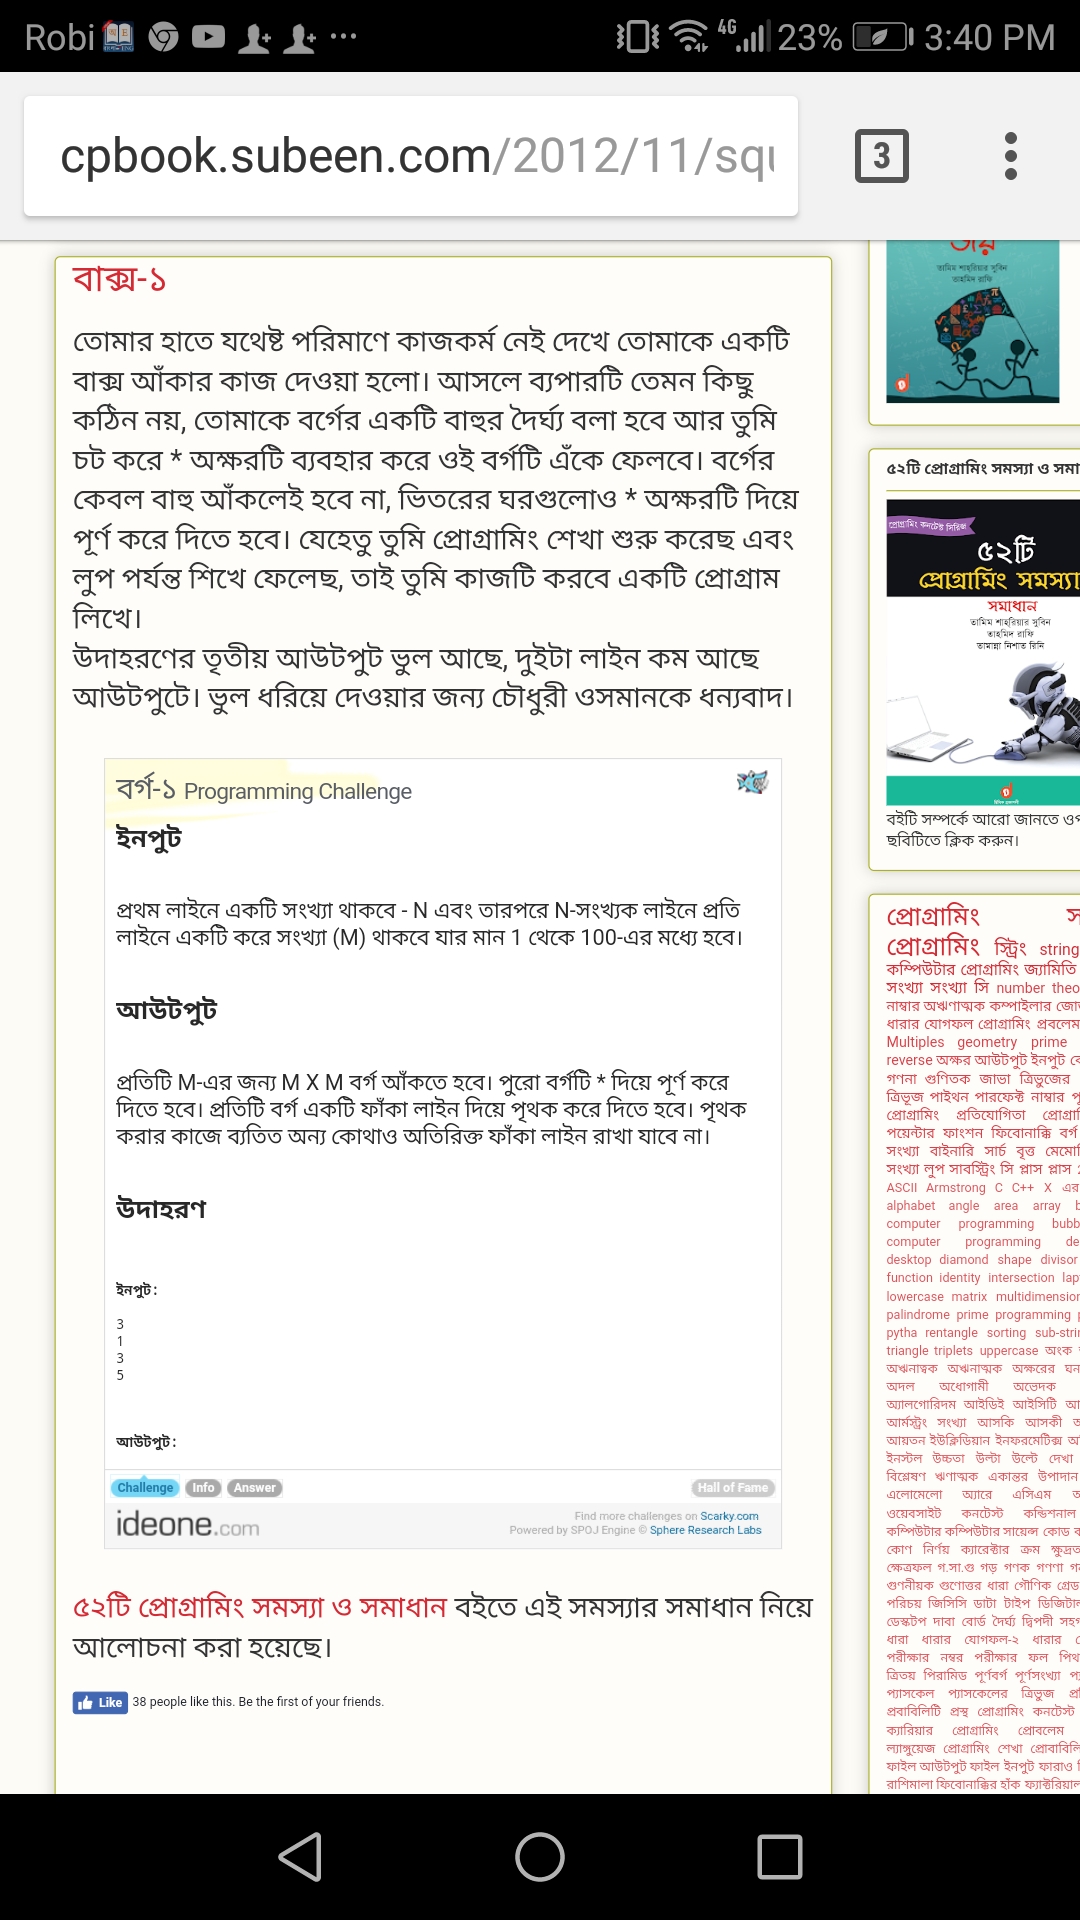 Robi
4G 23% 3:40 PM
cpbook.subeen.com/2012/11/squ
3
বাক্স-১
তোমার হাতে যথেষ্ট পরিমাণে কাজকর্ম নেই দেখে তোমাকে একটি
বাক্স আঁকার কাজ দেওয়া হলো। আসলে ব্যপারটি তেমন কিছু
কঠিন নয়, তোমাকে বর্গের একটি বাহুর দৈর্ঘ্য বলা হবে আর তুমি
চট করে * অক্ষরটি ব্যবহার করে ওই বর্গটি এঁকে ফেলবে। বর্গের
কেবল বাহু আঁকলেই হবে না, ভিতরের ঘরগুলোও * অক্ষরটি দিয়ে
পূর্ণ করে দিতে হবে। যেহেতু তুমি প্রোগ্রামিং শেখা শুরু করেছ এবং
লুপ পর্যন্ত শিখে ফেলেছ, তাই তুমি কাজটি করবে একটি প্রোগ্রাম
লিখে।
উদাহরণের তৃতীয় আউটপুট ভুল আছে, দুইটা লাইন কম আছে
আউটপুটে। ভুল ধরিয়ে দেওয়ার জন্য চৌধুরী ওসমানকে ধন্যবাদ।
বর্গ-১ Programming Challenge
ইনপুট
প্রথম লাইনে একটি সংখ্যা থাকবে - N এবং তারপরে N-সংখ্যক লাইনে প্রতি
লাইনে একটি করে সংখ্যা (M) থাকবে যার মান 1 থেকে 100-এর মধ্যে হবে।
আউটপুট
প্রতিটি M-এর জন্য M X M বর্গ আঁকতে হবে। পুরো বর্গটি * দিয়ে পূর্ণ করে
দিতে হবে। প্রতিটি বর্গ একটি ফাঁকা লাইন দিয়ে পৃথক করে দিতে হবে। পৃথক
করার কাজে ব্যতিত অন্য কোথাও অতিরিক্ত ফাঁকা লাইন রাখা যাবে না।
উদাহরণ
ইনপুট :
3
1
3
5
আউটপুট :
Challenge Info Answer Hall of Fame
ideone.com
Find more challenges on Scarky.com
Powered by SPOJ Engine © Sphere Research Labs
৫২টি প্রোগ্রামিং সমস্যা ও সমাধান বইতে এই সমস্যার সমাধান নিয়ে
আলোচনা করা হয়েছে।
Like 38 people like this. Be the first of your friends.
তামিম শাহ্‌রিয়ার সুবিন
তাহমিদ রাফি
৫২টি প্রোগ্রামিং সমস্যা ও সমা
প্রোগ্রামিং কনটেস্ট সিরিজ
৫২টি
প্রোগ্রামিং সমস্যা
সমাধান
তামিম শাহ্‌রিয়ার সুবিন
তাহমিদ রাফি
তামান্না নিশাত রিনি
বইটি সম্পর্কে আরো জানতে ওপ
ছবিটিতে ক্লিক করুন।
প্রোগ্রামিং স
প্রোগ্রামিং স্ট্রিং string
কম্পিউটার প্রোগ্রামিং জ্যামিতি
সংখ্যা সংখ্যা সি number theo
নাম্বার অঋণাত্মক কম্পাইলার জো
ধারার যোগফল প্রোগ্রামিং প্রবলেম
Multiples geometry prime
reverse অক্ষর আউটপুট ইনপুট কে
গণনা গুণিতক জাভা ত্রিভুজের
ত্রিভূজ পাইথন পারফেক্ট নাম্বার পূ
প্রোগ্রামিং প্রতিযোগিতা প্রোগ্রা
পয়েন্টার ফাংশন ফিবোনাক্কি বর্গ
সংখ্যা বাইনারি সার্চ বৃত্ত মেমো
সংখ্যা লুপ সাবস্ট্রিং সি প্লাস প্লাস
ASCII Armstrong C C++ X এর
alphabet angle area array b
computer programming bubb
computer programming de
desktop diamond shape divisor
function identity intersection lap
lowercase matrix multidimension
palindrome prime programming p
pytha rentangle sorting sub-stri
triangle triplets uppercase অংক
অঋনাত্বক অঋনাত্মক অক্ষরের ঘন
অদল অধোগামী অভেদক
অ্যালগোরিদম আইডিই আইসিটি আ
আর্মস্ট্রং সংখ্যা আসকি আসকী অ
আয়তন ইউক্লিডিয়ান ইনফরমেটিক্স অ
ইনস্টল উচ্চতা উল্টা উল্টে দেখা
বিশ্লেষণ ঋণাত্মক একান্তর উপাদান
এলোমেলো অ্যারে এসিএম অ
ওয়েবসাইট কনটেস্ট কন্ডিশনাল
কম্পিউটার কম্পিউটার সায়েন্স কোড ব
কোণ নির্ণয় ক্যারেক্টার ক্রম ক্ষুদ্রত
ক্ষেত্রফল গ.সা.গু গড় গণক গণণা গ
গুণনীয়ক গুণোত্তর ধারা গৌণিক গ্রেড
পরিচয় জিসিসি ডাটা টাইপ ডিজিটাল
ডেস্কটপ দাবা বোর্ড দৈর্ঘ্য দ্বিপদী সহগ
ধারা ধারার যোগফল-২ ধারার
পরীক্ষার নম্বর পরীক্ষার ফল পিথ
ত্রিতয় পিরামিড পূর্ণবর্গ পূর্ণসংখ্যা প্
প্যাসকেল প্যাসকেলের ত্রিভুজ প্র
প্রবাবিলিটি প্রস্থ প্রোগ্রামিং কনটেস্ট
ক্যারিয়ার প্রোগ্রামিং প্রোবলেম
ল্যাঙ্গুয়েজ প্রোগ্রামিং শেখা প্রোবাবিলি
ফাইল আউটপুট ফাইল ইনপুট ফারাও
রাশিমালা ফিবোনাক্কির হাঁক ফ্যাক্টরিয়াল